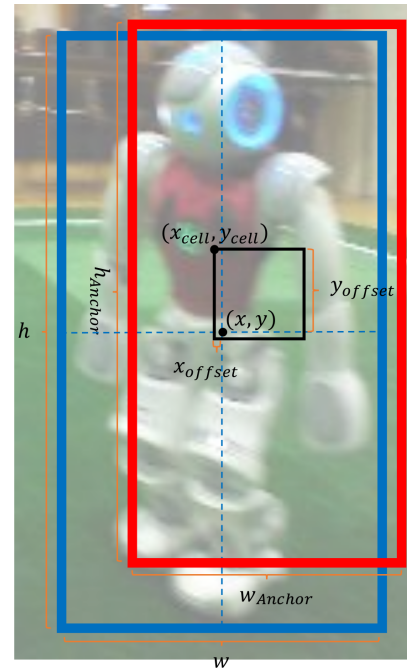 (x_cell, y_cell)
h_Anchor
y_offset
h
(x, y)
x_offset
w_Anchor
w